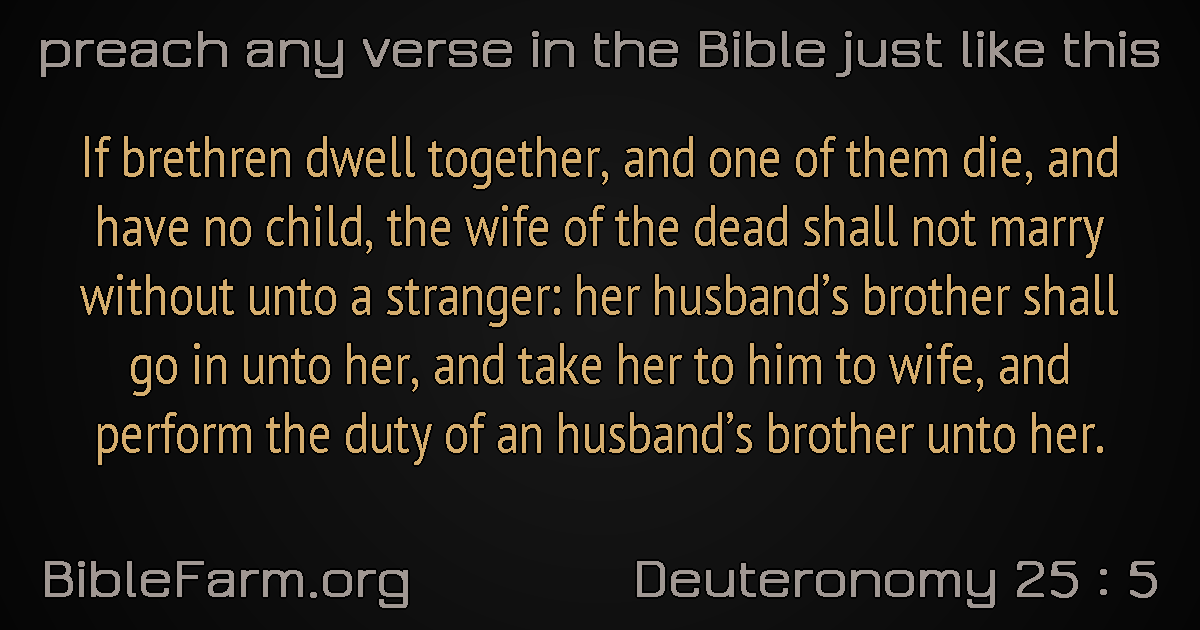 preach any verse in the Bible just like this
If brethren dwell together, and one of them die, and
have no child, the wife of the dead shall not marry
without unto a stranger: her husband’s brother shall
go in unto her, and take her to him to wife, and
perform the duty of an husband’s brother unto her.
BibleFarm.org
Deuteronomy 25 : 5